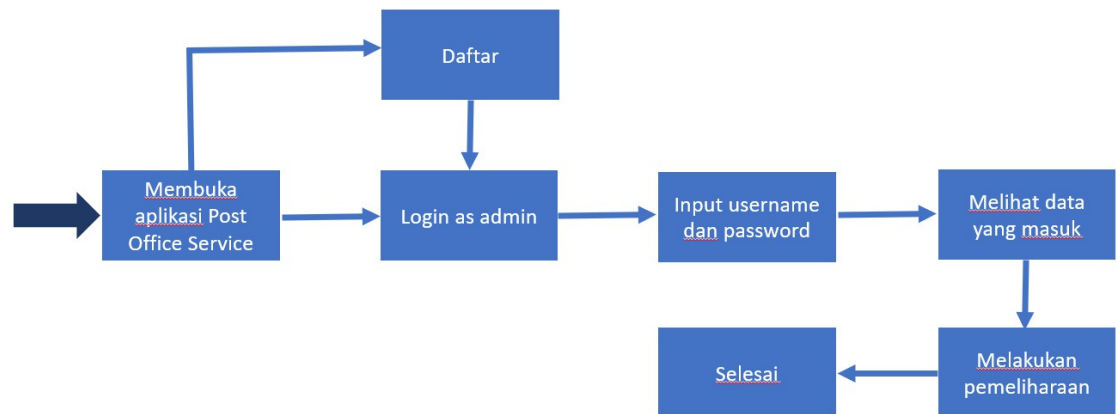 Daftar
Membuka
aplikasi Post
Office Service
Login as admin
Input username
dan password
Melihat data
yang masuk
Selesai
Melakukan
pemeliharaan